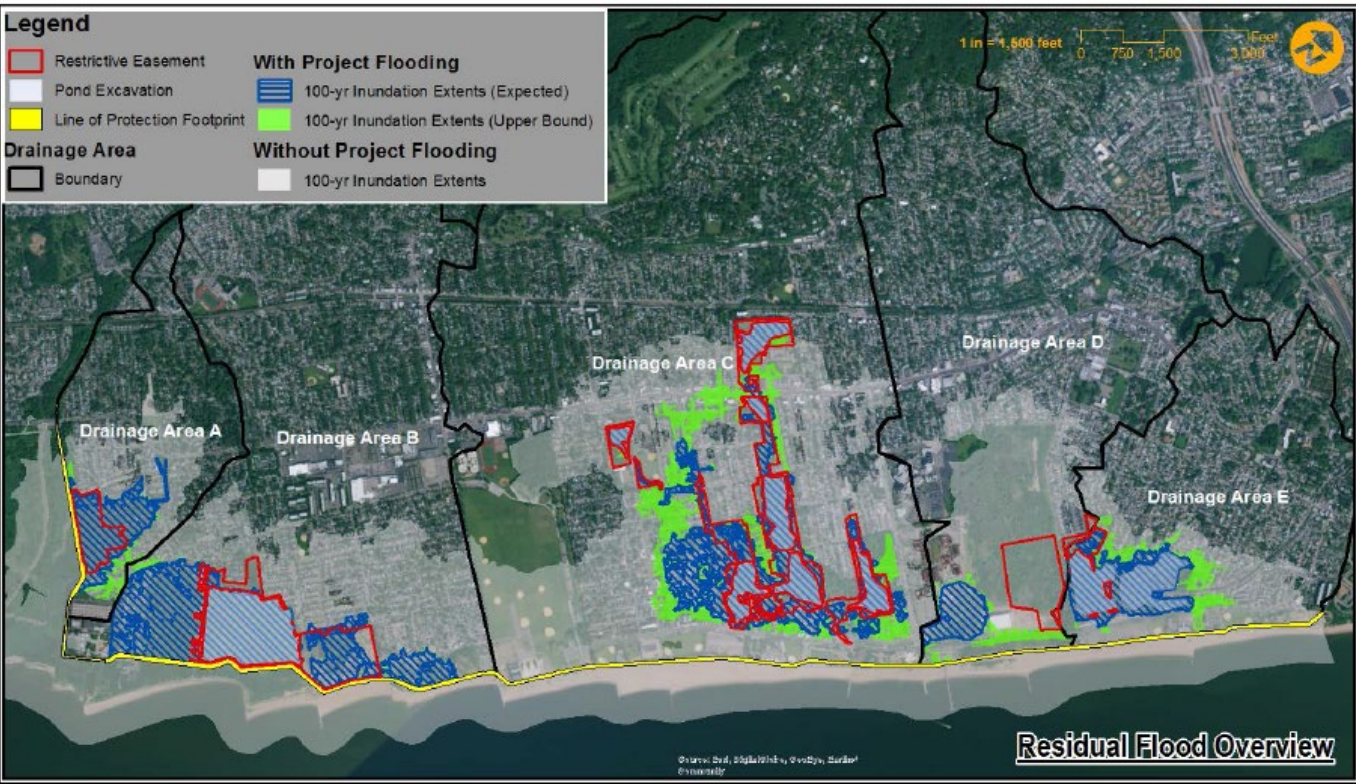 Legend
Restrictive Easement
Pond Excavation
Line of Protection Footprint
Drainage Area
Boundary
With Project Flooding
100-yr Inundation Extents (Expected)
100-yr Inundation Extents (Upper Bound)
Without Project Flooding
100-yr Inundation Extents
1 in = 1,500 feet
Feet
0 750 1,500 3,000
Drainage Area A
Drainage Area B
Drainage Area C
Drainage Area D
Drainage Area E
Residual Flood Overview
Community